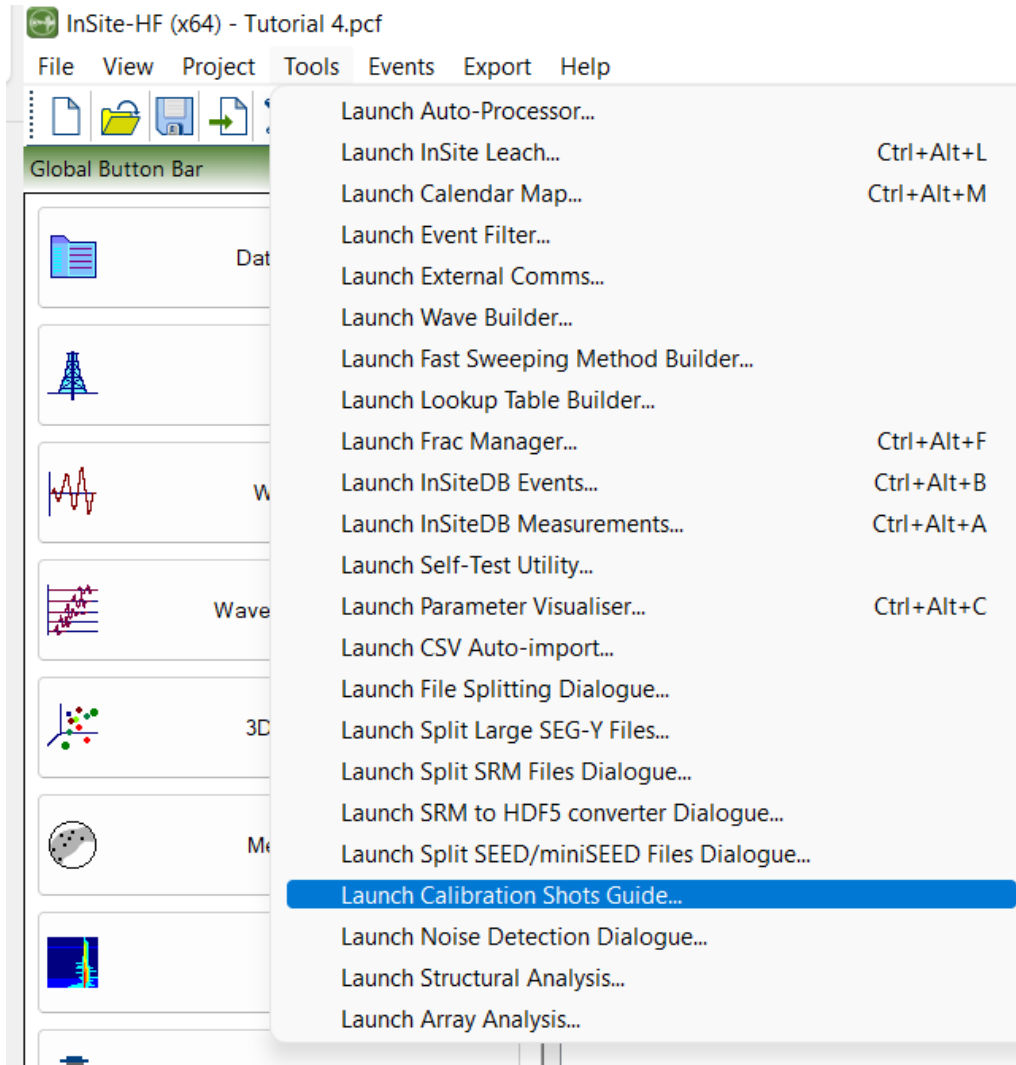 InSite-HF (x64) - Tutorial 4.pcf
File View Project Tools Events Export Help
Global Button Bar
Launch Auto-Processor...
Launch InSite Leach... Ctrl+Alt+L
Launch Calendar Map... Ctrl+Alt+M
Launch Event Filter...
Dat
Launch External Comms...
Launch Wave Builder...
Launch Fast Sweeping Method Builder...
Launch Lookup Table Builder...
Launch Frac Manager... Ctrl+Alt+F
Launch InSiteDB Events... Ctrl+Alt+B
W
Launch InSiteDB Measurements... Ctrl+Alt+A
Launch Self-Test Utility...
Launch Parameter Visualiser... Ctrl+Alt+C
Wave
Launch CSV Auto-import...
Launch File Splitting Dialogue...
Launch Split Large SEG-Y Files...
3D
Launch Split SRM Files Dialogue...
Launch SRM to HDF5 converter Dialogue...
Launch Split SEED/miniSEED Files Dialogue...
Me
Launch Calibration Shots Guide...
Launch Noise Detection Dialogue...
Launch Structural Analysis...
Launch Array Analysis...